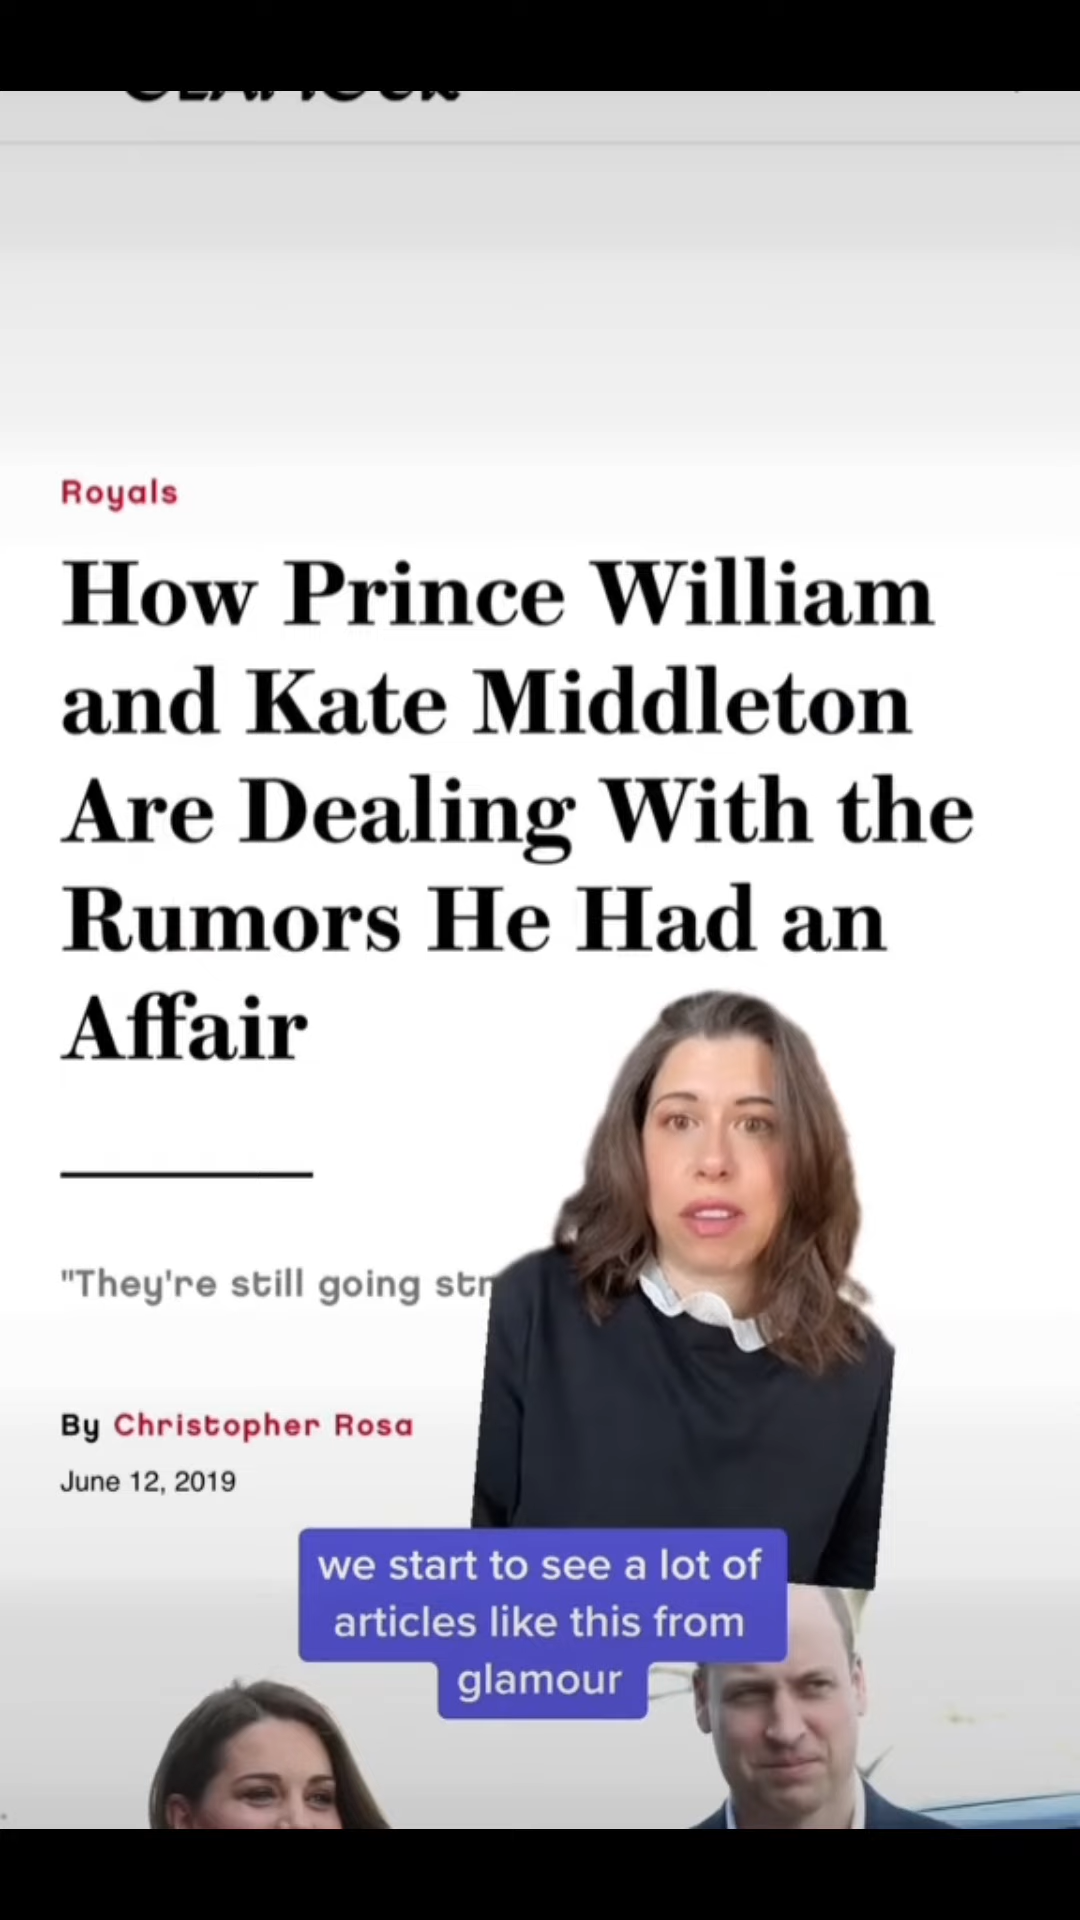 Royals
How Prince William
and Kate Middleton
Are Dealing With the
Rumors He Had an
Affair
"They're still going
By Christopher Rosa
June 12, 2019
we start to see a lot of
articles like this from
glamour